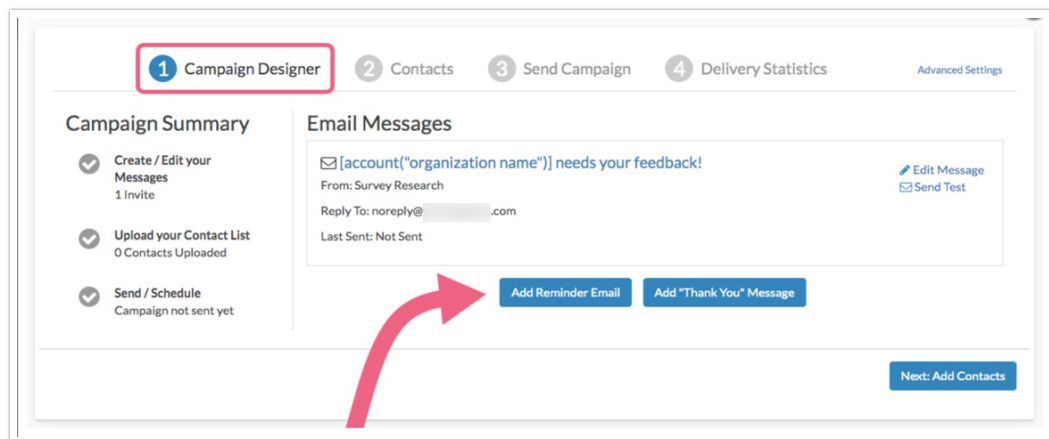 1 Campaign Designer 2 Contacts 3 Send Campaign 4 Delivery Statistics Advanced Settings
Campaign Summary
Create / Edit your
Messages
1 Invite
Upload your Contact List
0 Contacts Uploaded
Send / Schedule
Campaign not sent yet
Email Messages
[account("organization name")] needs your feedback!
From: Survey Research
Reply To: noreply@ .com
Last Sent: Not Sent
Edit Message
Send Test
Add Reminder Email Add "Thank You" Message
Next: Add Contacts